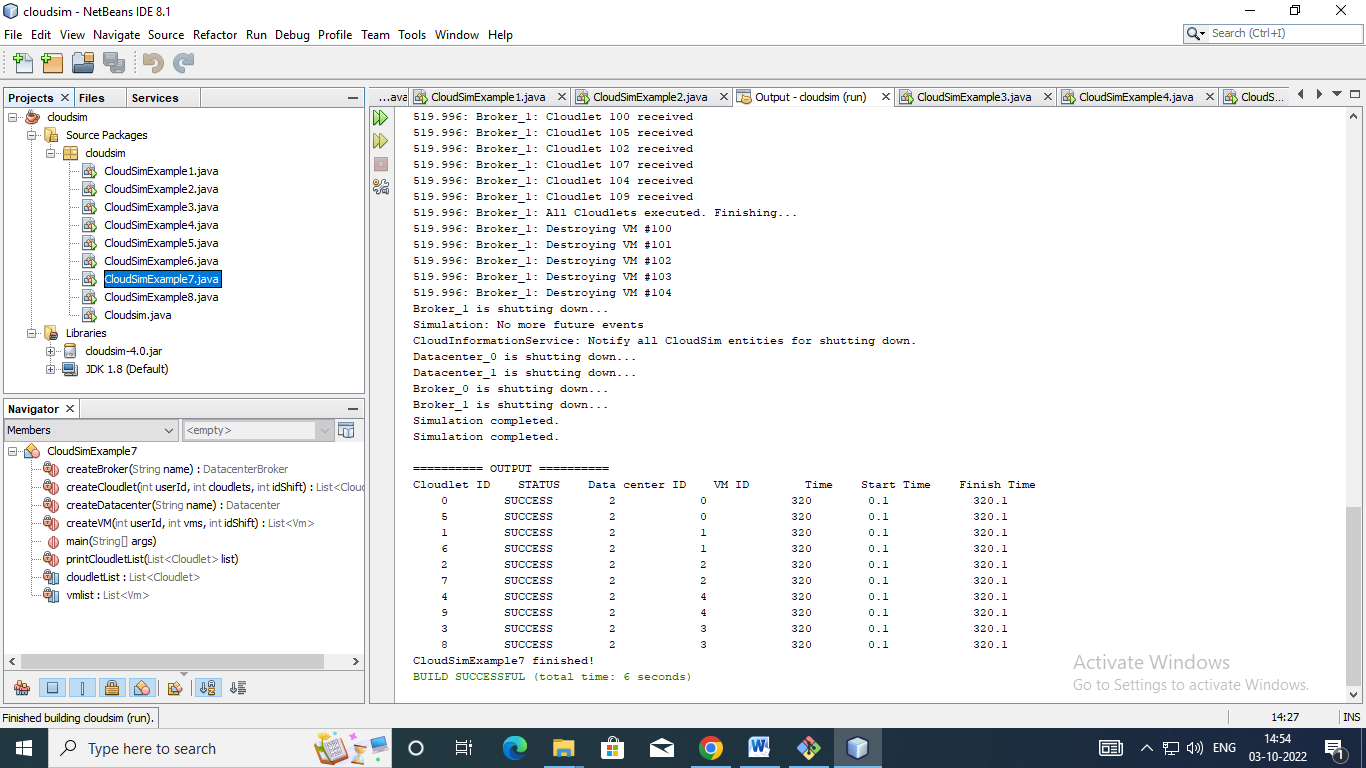 cloudsim - NetBeans IDE 8.1
File Edit View Navigate Source Refactor Run Debug Profile Team Tools Window Help
Search (Ctrl+I)
Projects Files Services
cloudsim
Source Packages
cloudsim
CloudSimExample1.java
CloudSimExample2.java
CloudSimExample3.java
CloudSimExample4.java
CloudSimExample5.java
CloudSimExample6.java
CloudSimExample7.java
CloudSimExample8.java
Cloudsim.java
Libraries
cloudsim-4.0.jar
JDK 1.8 (Default)
Navigator
Members <empty>
CloudSimExample7
createBroker(String name) : DatacenterBroker
createCloudlet(int userId, int cloudlets, int idShift) : List<Clouc
createDatacenter(String name) : Datacenter
createVM(int userId, int vms, int idShift) : List<Vm>
main(String[] args)
printCloudletList(List<Cloudlet> list)
cloudletList : List<Cloudlet>
vmlist : List<Vm>
...ava CloudSimExample1.java CloudSimExample2.java Output - cloudsim (run) CloudSimExample3.java CloudSimExample4.java CloudS...
519.996: Broker_1: Cloudlet 100 received
519.996: Broker_1: Cloudlet 105 received
519.996: Broker_1: Cloudlet 102 received
519.996: Broker_1: Cloudlet 107 received
519.996: Broker_1: Cloudlet 104 received
519.996: Broker_1: Cloudlet 109 received
519.996: Broker_1: All Cloudlets executed. Finishing...
519.996: Broker_1: Destroying VM #100
519.996: Broker_1: Destroying VM #101
519.996: Broker_1: Destroying VM #102
519.996: Broker_1: Destroying VM #103
519.996: Broker_1: Destroying VM #104
Broker_1 is shutting down...
Simulation: No more future events
CloudInformationService: Notify all CloudSim entities for shutting down.
Datacenter_0 is shutting down...
Datacenter_1 is shutting down...
Broker_0 is shutting down...
Broker_1 is shutting down...
Simulation completed.
Simulation completed.
========== OUTPUT ==========
Cloudlet ID STATUS Data center ID VM ID Time Start Time Finish Time
0 SUCCESS 2 0 320 0.1 320.1
5 SUCCESS 2 0 320 0.1 320.1
1 SUCCESS 2 1 320 0.1 320.1
6 SUCCESS 2 1 320 0.1 320.1
2 SUCCESS 2 2 320 0.1 320.1
7 SUCCESS 2 2 320 0.1 320.1
4 SUCCESS 2 4 320 0.1 320.1
9 SUCCESS 2 4 320 0.1 320.1
3 SUCCESS 2 3 320 0.1 320.1
8 SUCCESS 2 3 320 0.1 320.1
CloudSimExample7 finished!
BUILD SUCCESSFUL (total time: 6 seconds)
Activate Windows
Go to Settings to activate Windows.
Finished building cloudsim (run).
14:27 INS
Type here to search
ENG
14:54
03-10-2022
1